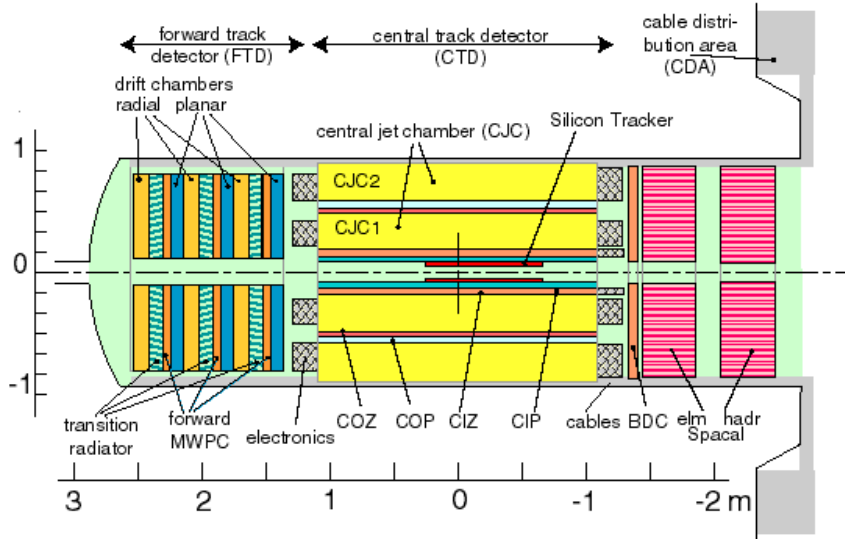 forward track
detector (FTD)
central track detector
(CTD)
cable distri-
bution area
(CDA)
drift chambers
radial planar
central jet chamber (CJC)
Silicon Tracker
1
CJC2
CJC1
0
-1
transition
radiator
forward
MWPC
electronics
COZ
COP
CIZ
CIP
cables
BDC
elm hadr
Spacal
3 2 1 0 -1 -2 m